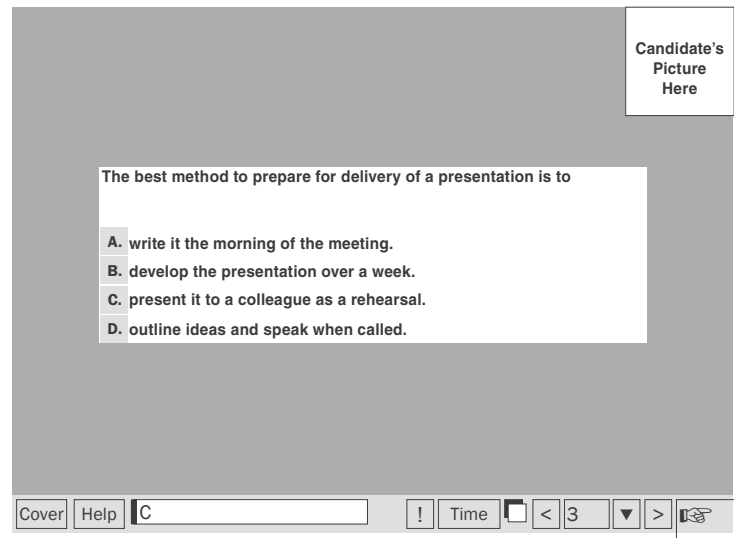 Candidate's
Picture
Here
The best method to prepare for delivery of a presentation is to
A. write it the morning of the meeting.
B. develop the presentation over a week.
C. present it to a colleague as a rehearsal.
D. outline ideas and speak when called.
Cover Help C ! Time < 3 ▼ > ☞